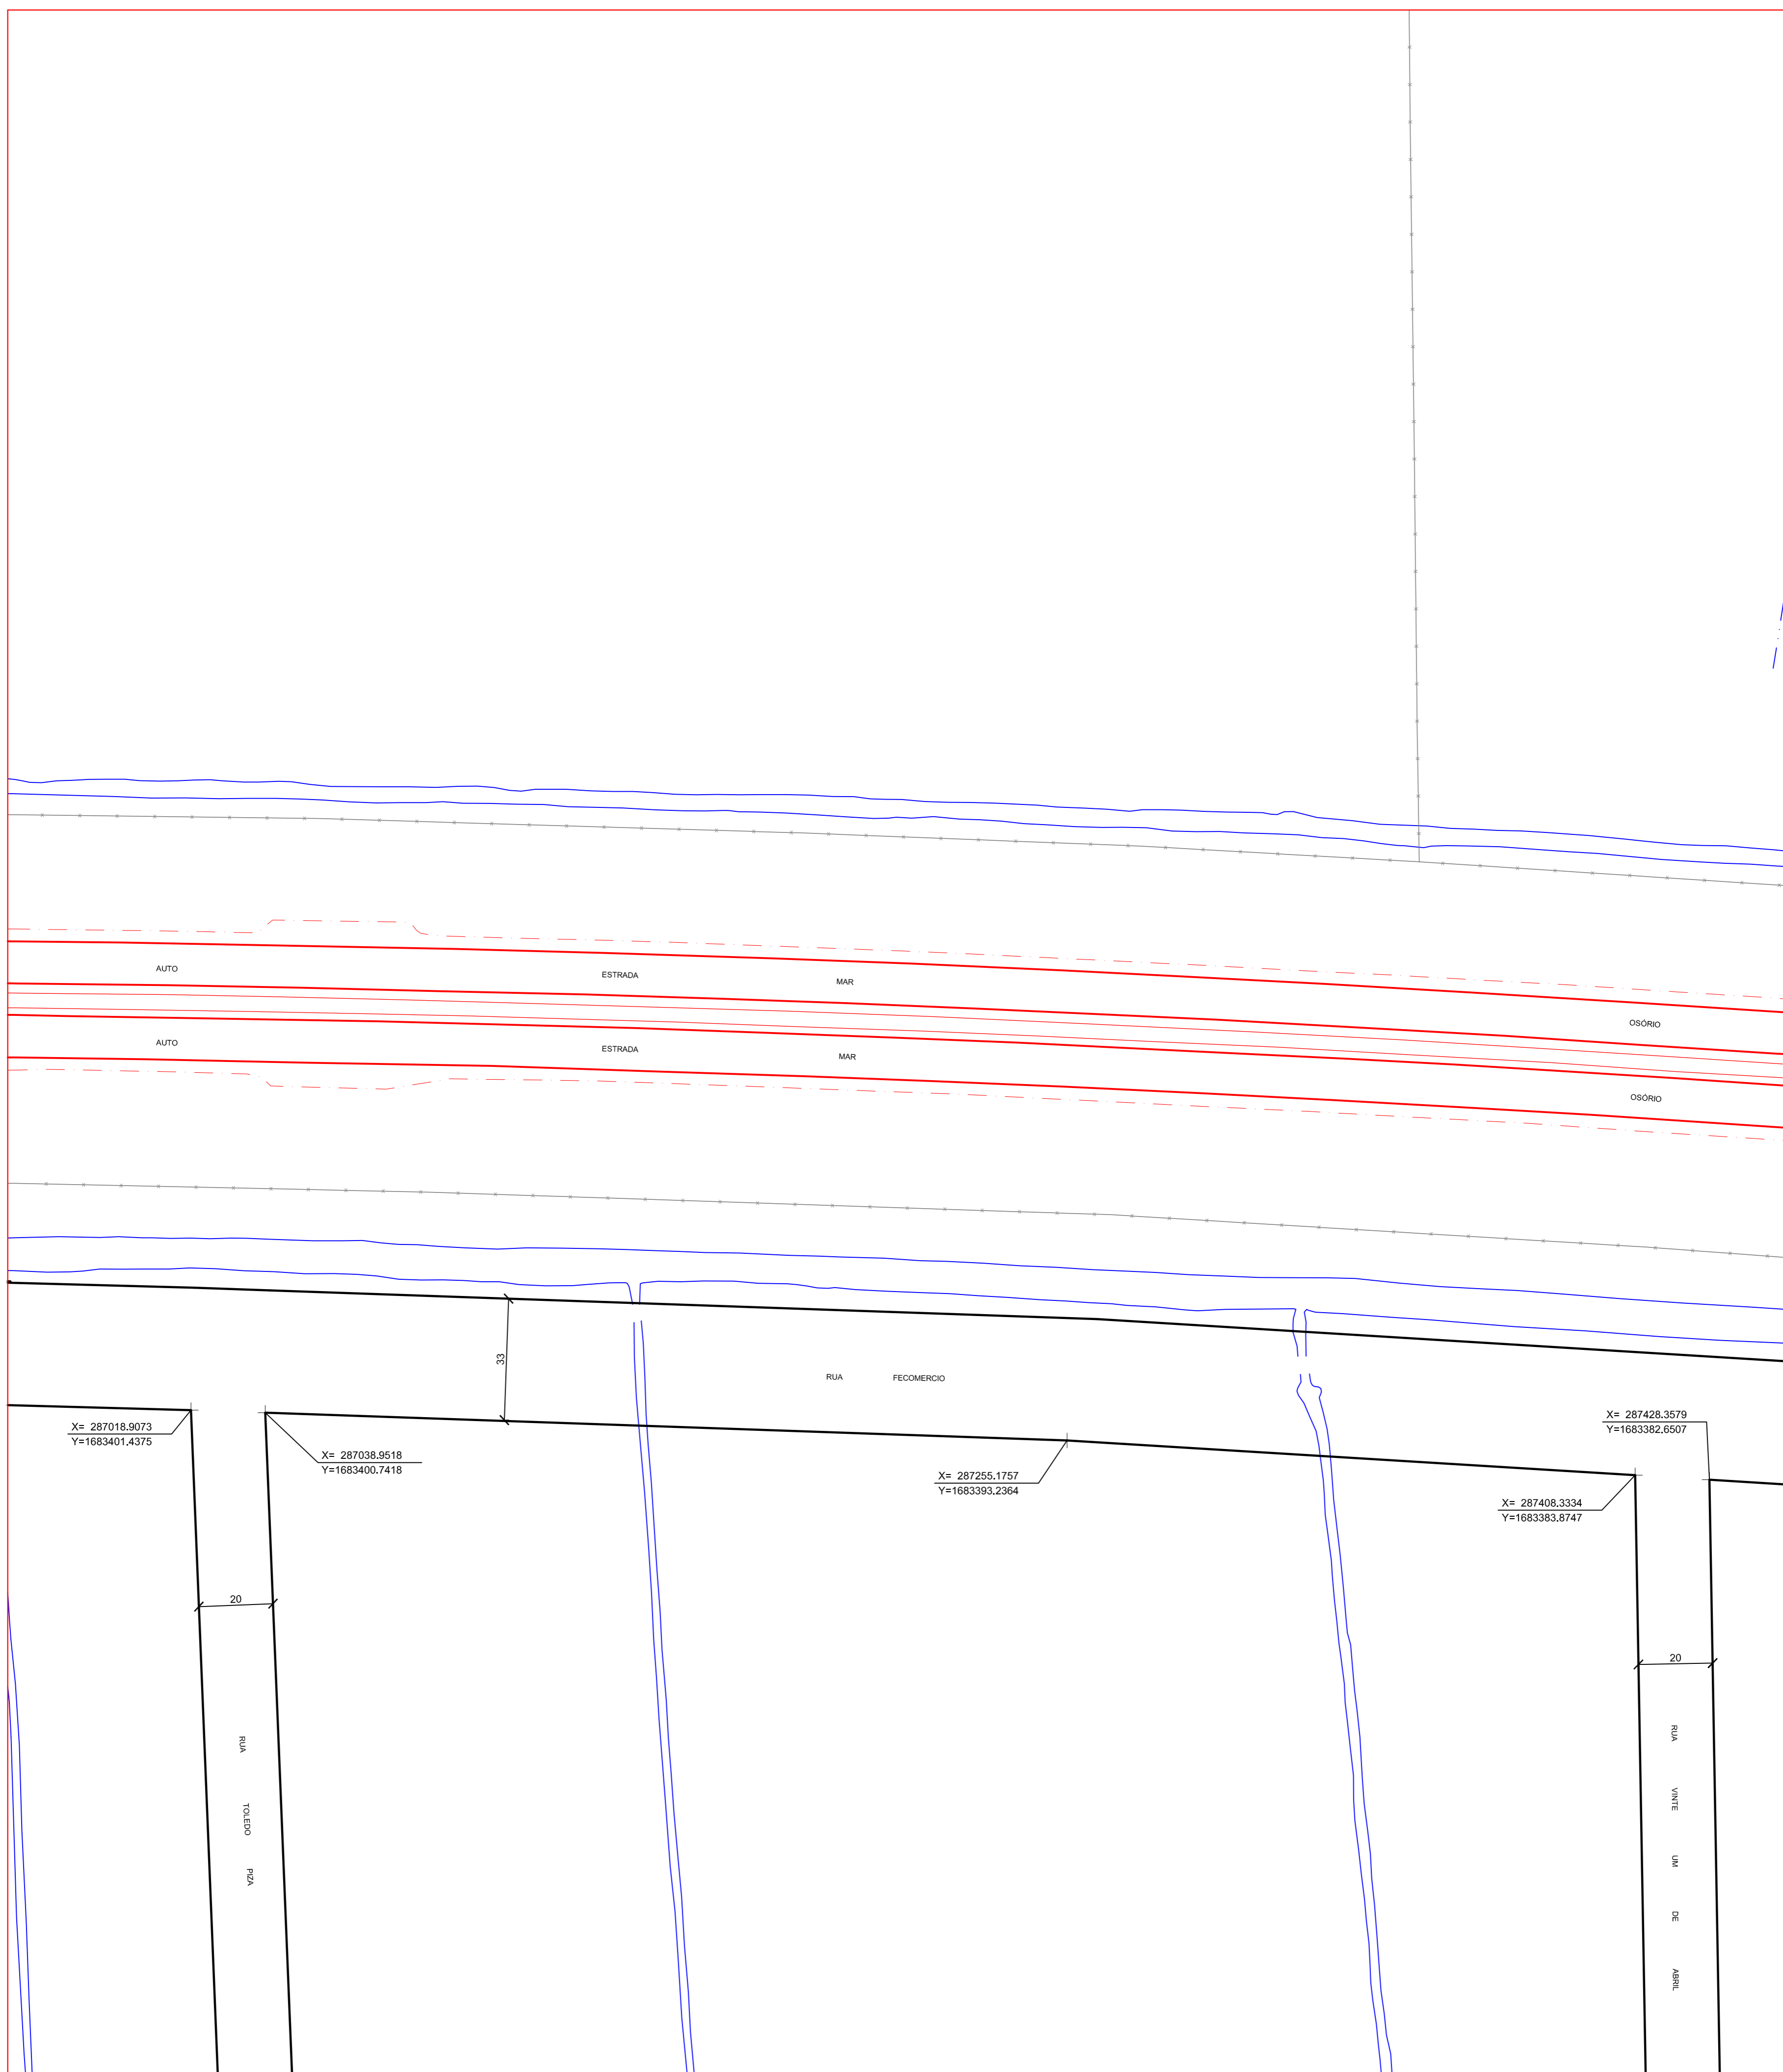 AUTO ESTRADA MAR OSÓRIO
AUTO ESTRADA MAR OSÓRIO
33
RUA FECOMERCIO
X= 287018.9073
Y=1683401.4375
X= 287038.9518
Y=1683400.7418
X= 287255.1757
Y=1683393.2364
X= 287408.3334
Y=1683383.8747
X= 287428.3579
Y=1683382.6507
20
20
RUA TOLEDO PIZA
RUA VINTE UM DE ABRIL